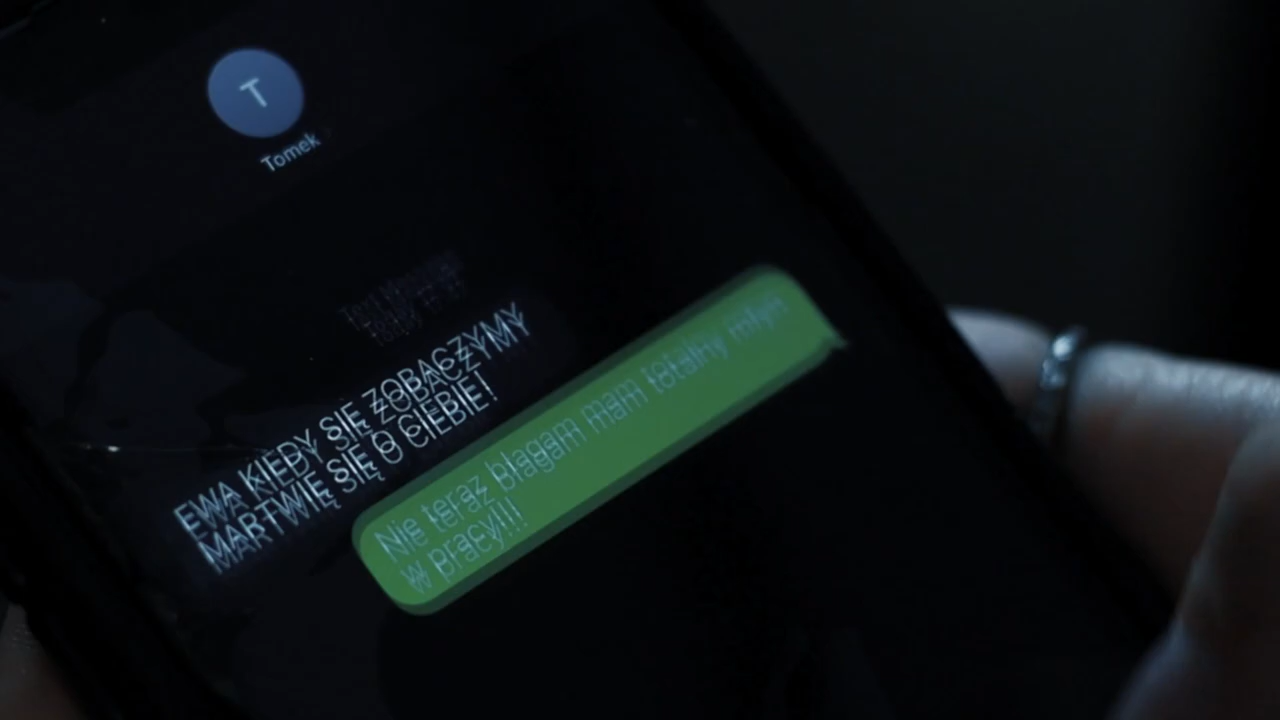 T
Tomek
EWA KIEDY SIĘ ZOBACZYMY
MARTWIĘ SIĘ O CIEBIE!
Nie teraz błagam mam totalny młyn
w pracy!!!